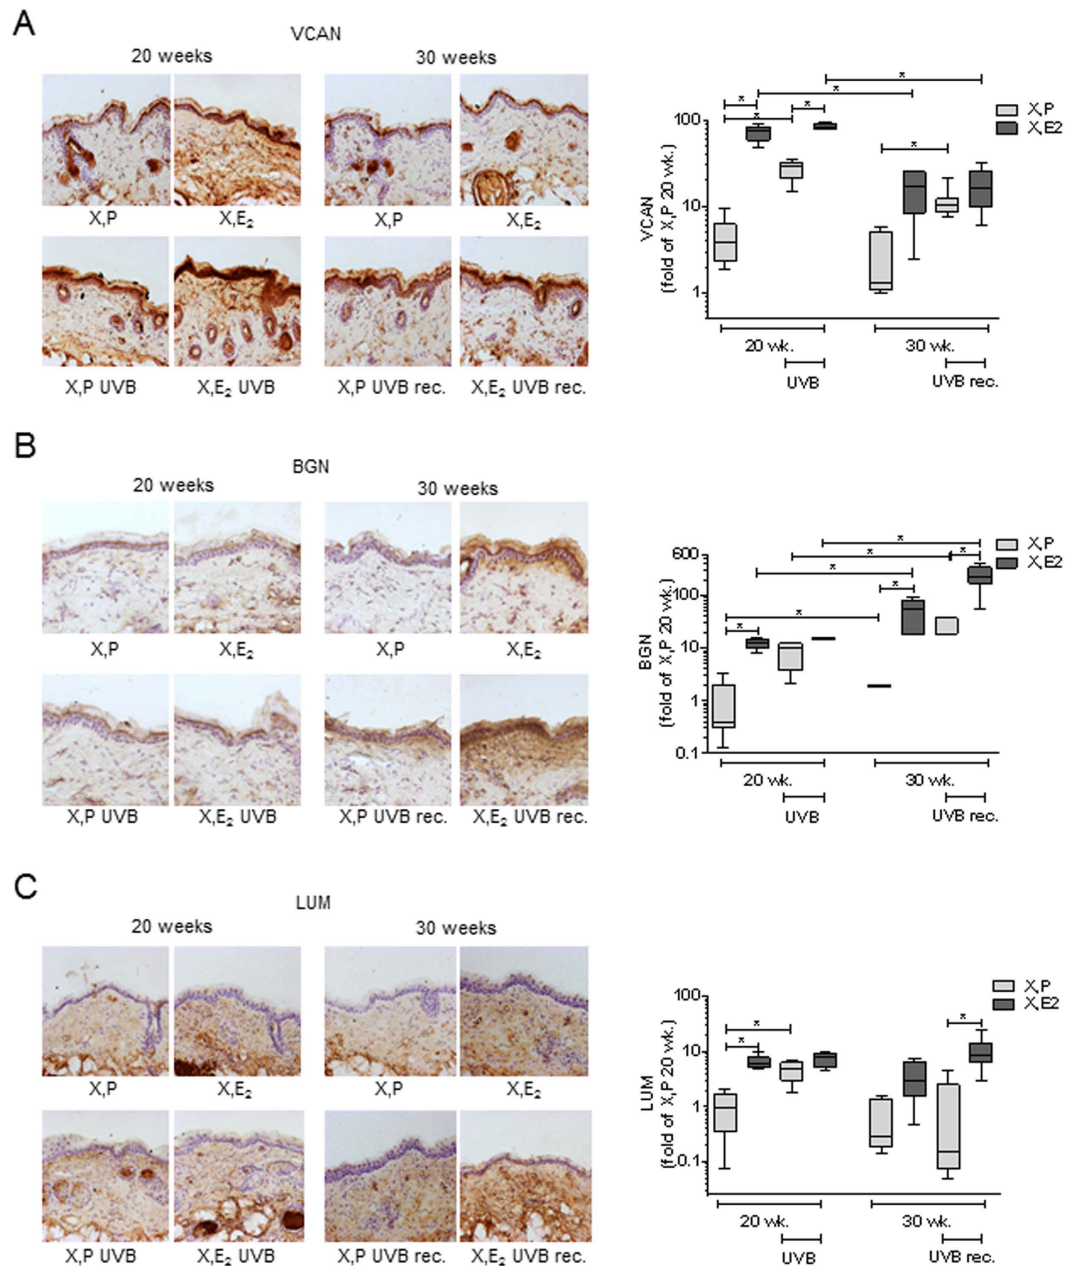 A
VCAN
20 weeks
30 weeks
X,P
X,E2
X,P
X,E2
X,P UVB
X,E2 UVB
X,P UVB rec.
X,E2 UVB rec.
VCAN
(fold of X,P 20 wk.)
100
10
1
* * * * * * *
X,P
X,E2
20 wk.
30 wk.
UVB
UVB rec.
B
BGN
20 weeks
30 weeks
X,P
X,E2
X,P
X,E2
X,P UVB
X,E2 UVB
X,P UVB rec.
X,E2 UVB rec.
BGN
(fold of X,P 20 wk.)
600
100
10
1
0.1
* * * * * * *
X,P
X,E2
20 wk.
30 wk.
UVB
UVB rec.
C
LUM
20 weeks
30 weeks
X,P
X,E2
X,P
X,E2
X,P UVB
X,E2 UVB
X,P UVB rec.
X,E2 UVB rec.
LUM
(fold of X,P 20 wk.)
100
10
1
0.1
* * *
X,P
X,E2
20 wk.
30 wk.
UVB
UVB rec.